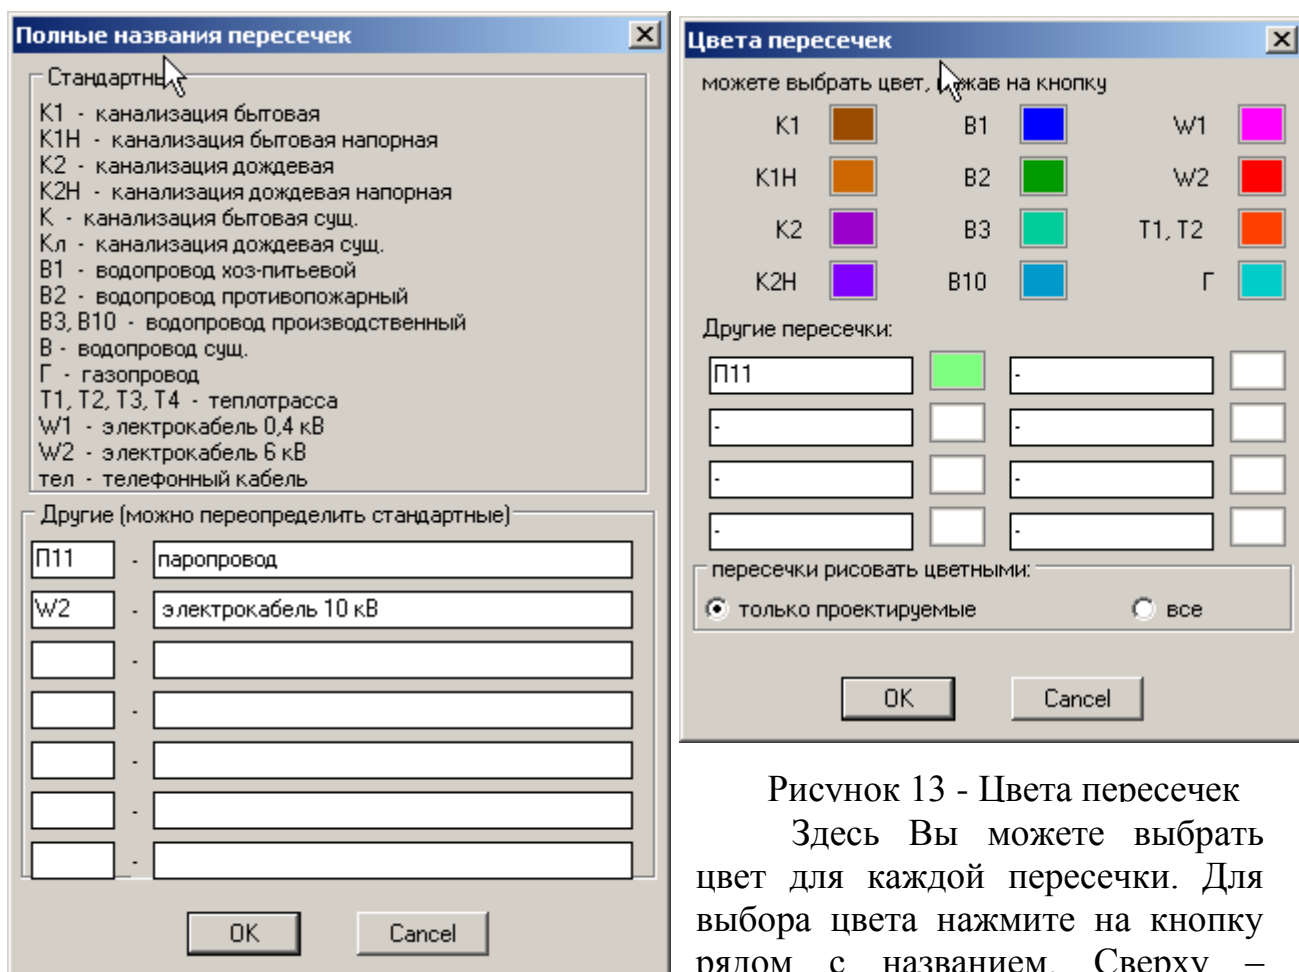 Полные названия пересечек
Стандартны
К1 - канализация бытовая
К1Н - канализация бытовая напорная
К2 - канализация дождевая
К2Н - канализация дождевая напорная
К - канализация бытовая сущ.
Кл - канализация дождевая сущ.
В1 - водопровод хоз-питьевой
В2 - водопровод противопожарный
В3, В10 - водопровод производственный
В - водопровод сущ.
Г - газопровод
Т1, Т2, Т3, Т4 - теплотрасса
W1 - электрокабель 0,4 кВ
W2 - электрокабель 6 кВ
тел - телефонный кабель
Другие (можно переопределить стандартные)
П11 - паропровод
W2 - электрокабель 10 кВ
-
-
-
-
-
OK Cancel
Цвета пересечек
можете выбрать цвет, нажав на кнопку
К1 В1 W1
К1Н В2 W2
К2 В3 Т1, Т2
К2Н В10 Г
Другие пересечки:
П11 -
- -
- -
- -
пересечки рисовать цветными:
только проектируемые все
OK Cancel
Рисунок 13 - Цвета пересечек
Здесь Вы можете выбрать
цвет для каждой пересечки. Для
выбора цвета нажмите на кнопку
рядом с названием. Сверху –